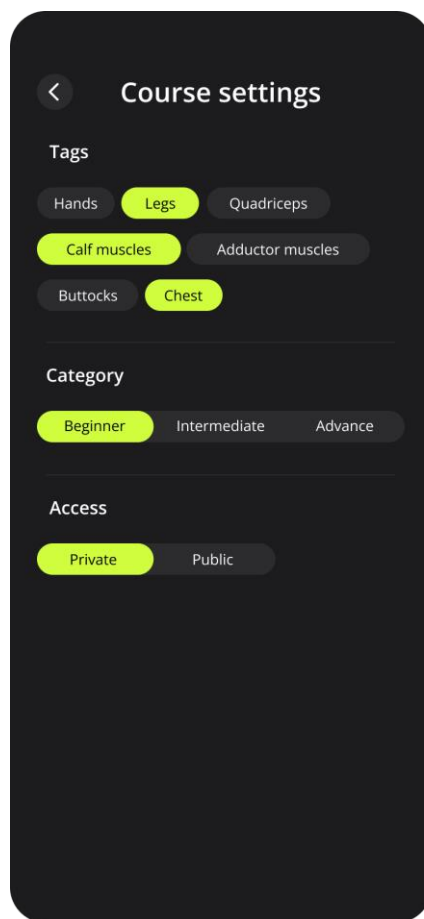 Course settings
Tags
Hands Legs Quadriceps
Calf muscles Adductor muscles
Buttocks Chest
Category
Beginner Intermediate Advance
Access
Private Public